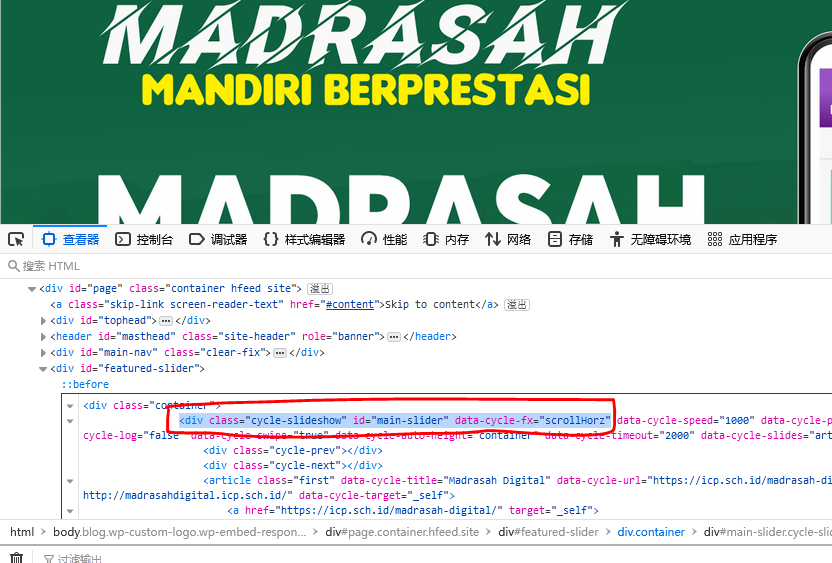 MADRASAH
MANDIRI BERPRESTASI
MADRASAH
查看器 控制台 调试器 {} 样式编辑器 性能 内存 网络 存储 无障碍环境 应用程序
搜索 HTML
<div id="page" class="container hfeed site"> 溢出
<a class="skip-link screen-reader-text" href="#content">Skip to content</a> 溢出
<div id="tophead">⋯</div>
<header id="masthead" class="site-header" role="banner">⋯</header>
<div id="main-nav" class="clear-fix">⋯</div>
<div id="featured-slider">
::before
<div class="container">
<div class="cycle-slideshow" id="main-slider" data-cycle-fx="scrollHorz" data-cycle-speed="1000" data-cycle-p
cycle-log="false" data-cycle-swipe="true" data-cycle-auto-height="container" data-cycle-timeout="2000" data-cycle-slides="art
<div class="cycle-prev"></div>
<div class="cycle-next"></div>
<article class="first" data-cycle-title="Madrasah Digital" data-cycle-url="https://icp.sch.id/madrasah-digi
http://madrasahdigital.icp.sch.id/" data-cycle-target="_self">
<a href="https://icp.sch.id/madrasah-digital/" target="_self">
html > body.blog.wp-custom-logo.wp-embed-respon... > div#page.container.hfeed.site > div#featured-slider > div.container > div#main-slider.cycle-slid
过滤输出